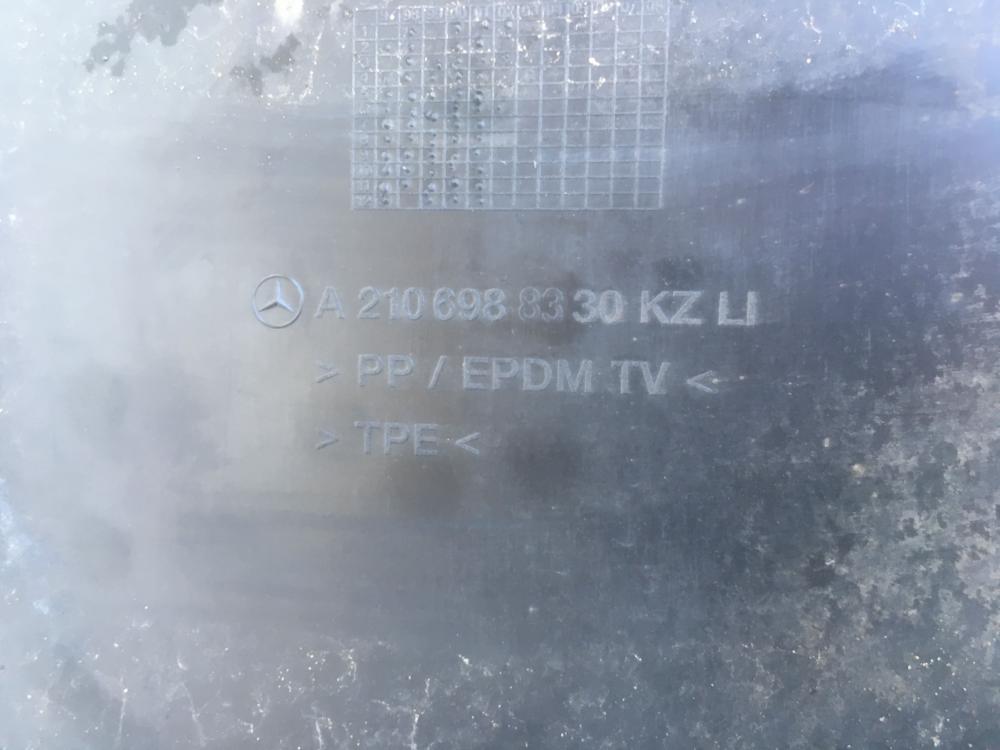 A 210 698 83 30 KZ LI
> PP / EPDM TV <
> TPE <